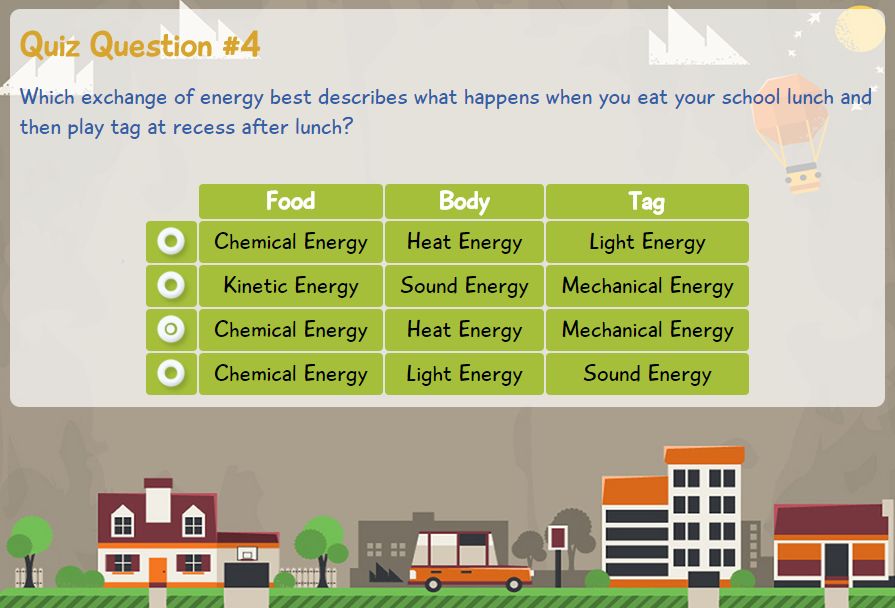 Quiz Question #4
Which exchange of energy best describes what happens when you eat your school lunch and
then play tag at recess after lunch?
Food Body Tag
Chemical Energy Heat Energy Light Energy
Kinetic Energy Sound Energy Mechanical Energy
Chemical Energy Heat Energy Mechanical Energy
Chemical Energy Light Energy Sound Energy